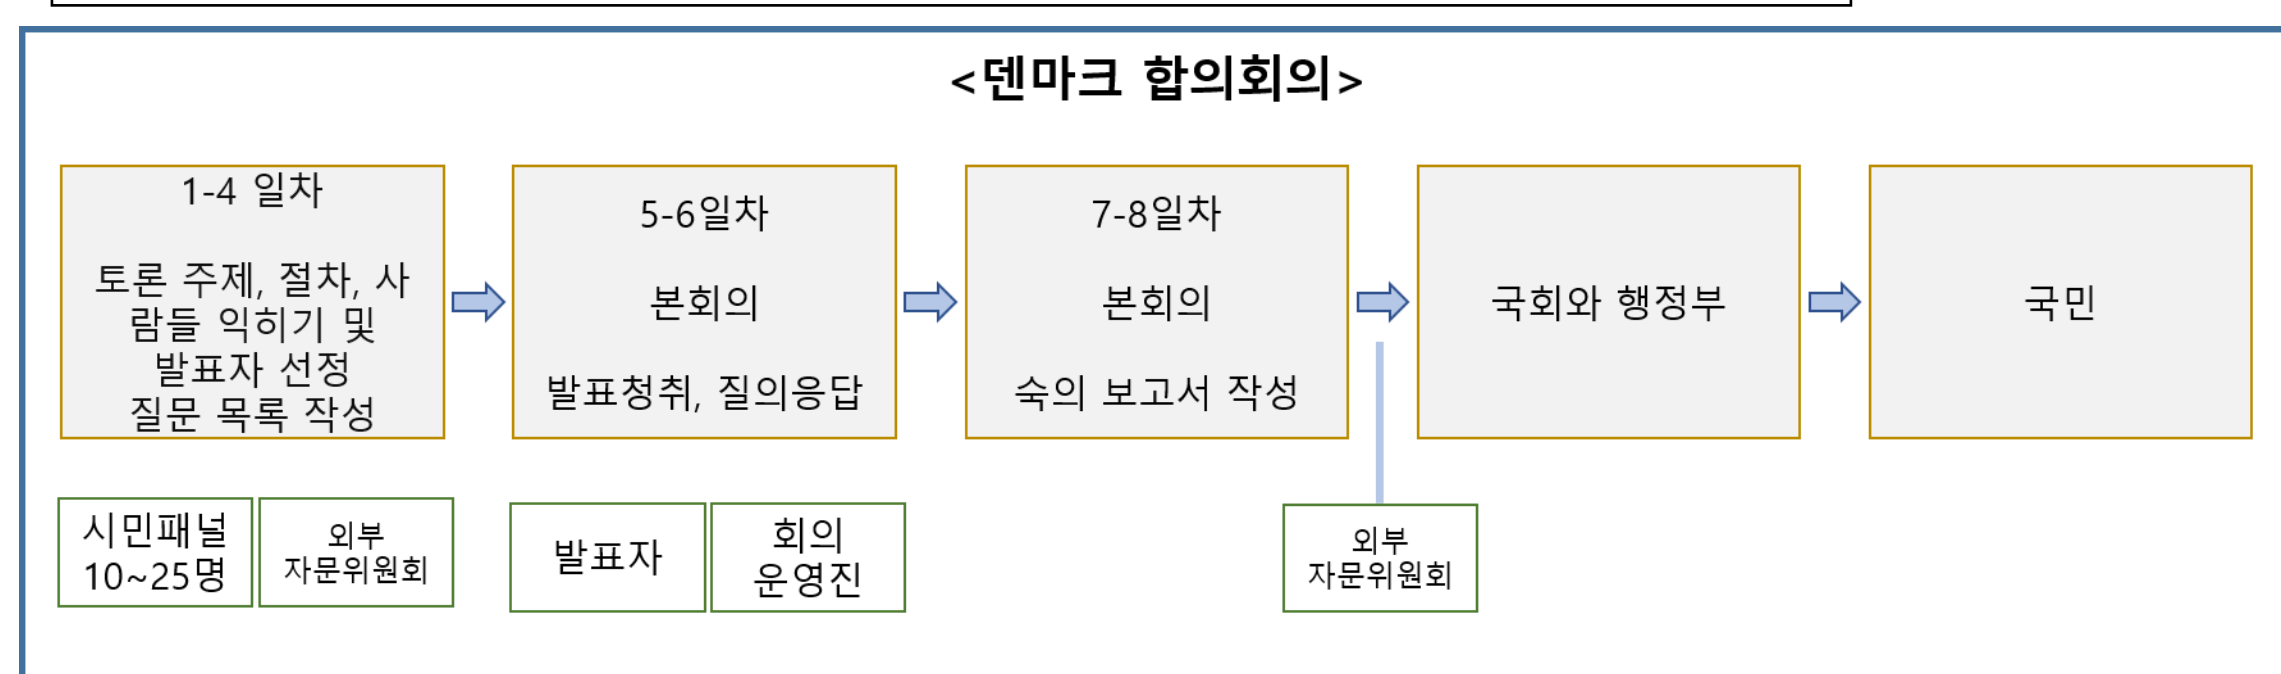 <덴마크 합의회의>
1-4 일차
토론 주제, 절차, 사
람들 익히기 및
발표자 선정
질문 목록 작성
5-6일차
본회의
발표청취, 질의응답
7-8일차
본회의
숙의 보고서 작성
국회와 행정부
국민
시민패널
10~25명
외부
자문위원회
발표자
회의
운영진
외부
자문위원회